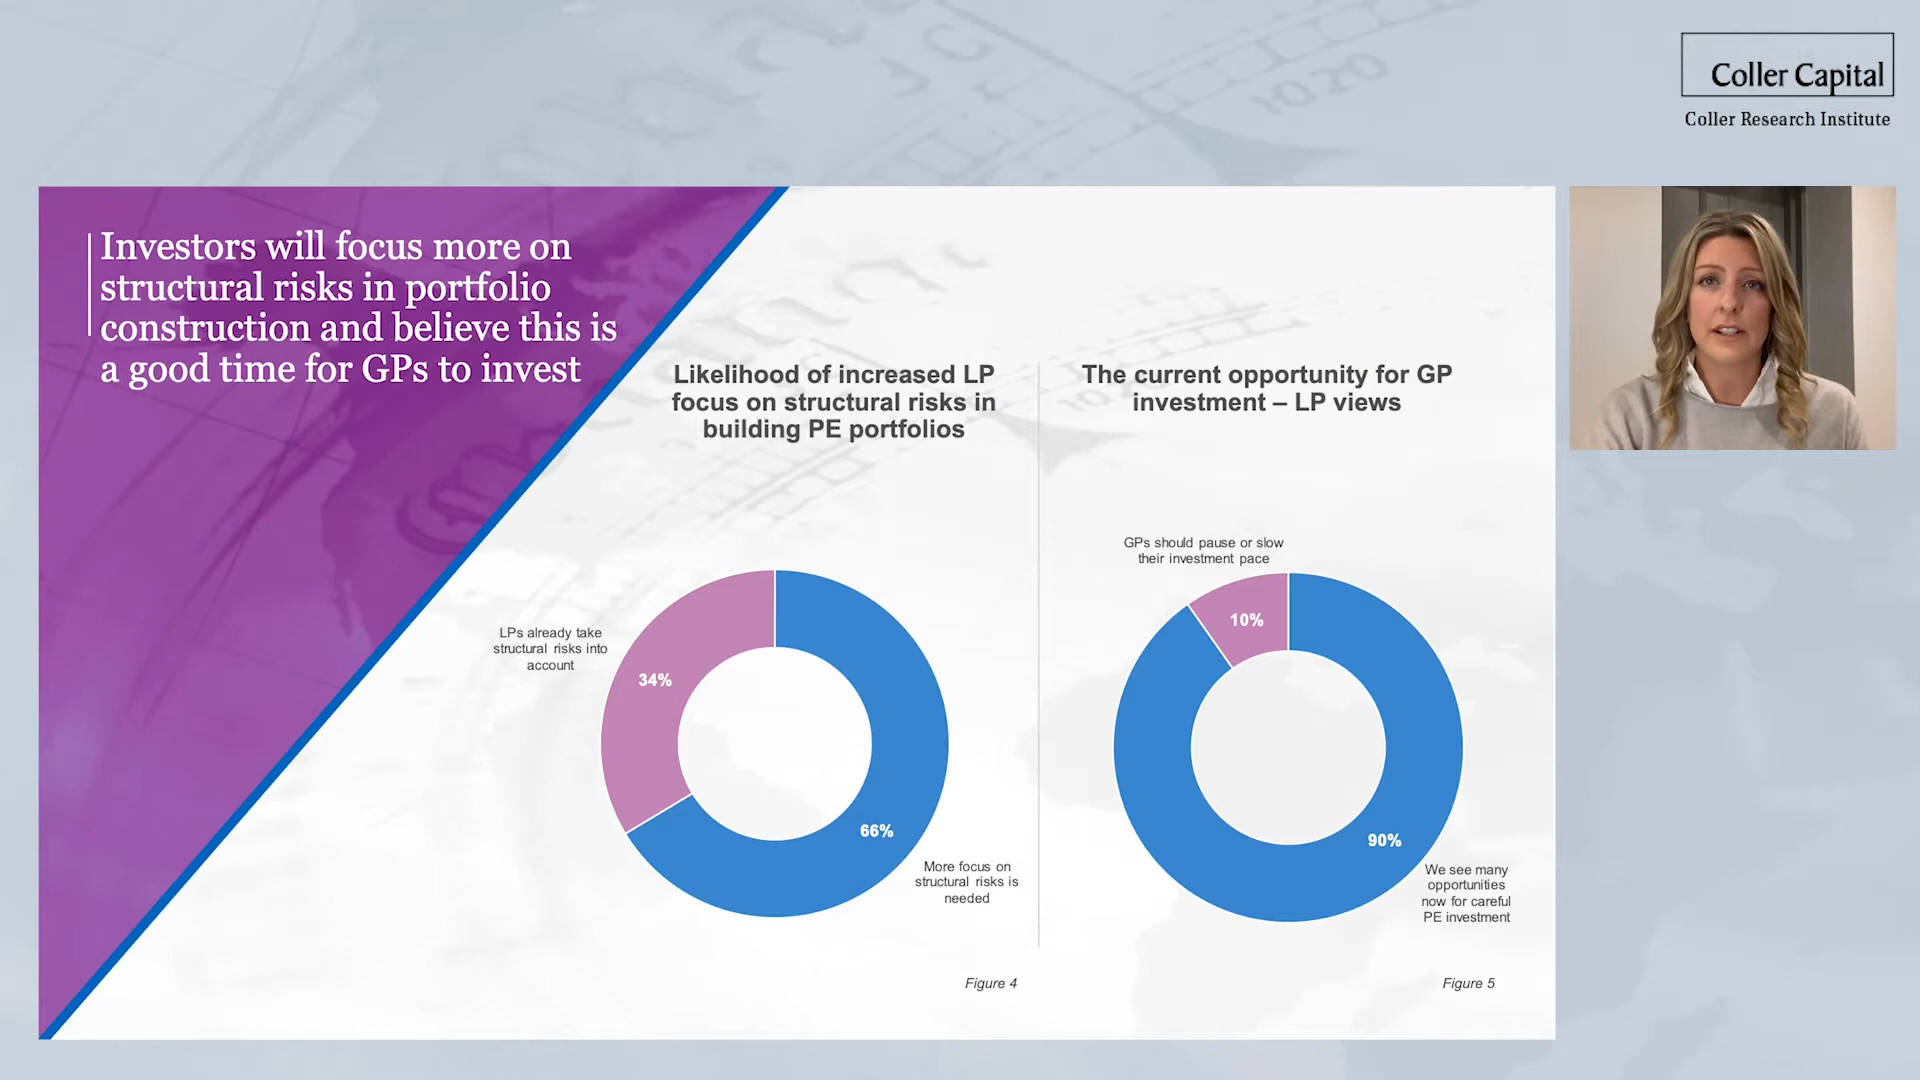 Coller Capital
Coller Research Institute
Investors will focus more on
structural risks in portfolio
construction and believe this is
a good time for GPs to invest
Likelihood of increased LP
focus on structural risks in
building PE portfolios
LPs already take
structural risks into
account
34%
66%
More focus on
structural risks is
needed
Figure 4
The current opportunity for GP
investment – LP views
GPs should pause or slow
their investment pace
10%
90%
We see many
opportunities
now for careful
PE investment
Figure 5
1020